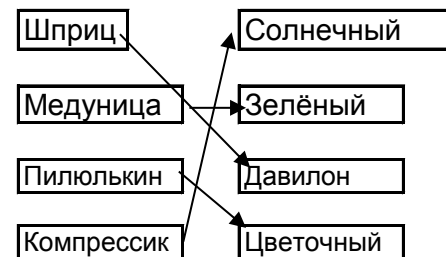 Шприц Солнечный
Медуница Зелёный
Пилюлькин Давилон
Компрессик Цветочный